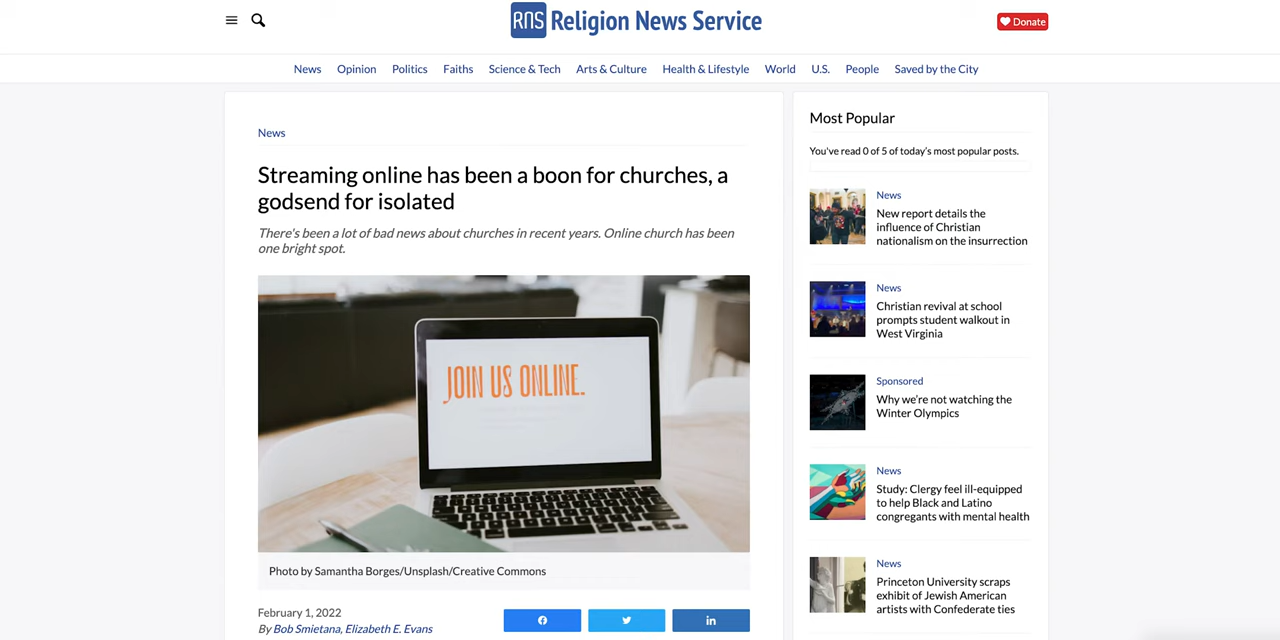 RNS Religion News Service
Donate
News Opinion Politics Faiths Science & Tech Arts & Culture Health & Lifestyle World U.S. People Saved by the City
News
Streaming online has been a boon for churches, a
godsend for isolated
There's been a lot of bad news about churches in recent years. Online church has been
one bright spot.
JOIN US ONLINE.
Photo by Samantha Borges/Unsplash/Creative Commons
February 1, 2022
By Bob Smietana, Elizabeth E. Evans
Most Popular
You've read 0 of 5 of today's most popular posts.
News
New report details the
influence of Christian
nationalism on the insurrection
News
Christian revival at school
prompts student walkout in
West Virginia
Sponsored
Why we're not watching the
Winter Olympics
News
Study: Clergy feel ill-equipped
to help Black and Latino
congregants with mental health
News
Princeton University scraps
exhibit of Jewish American
artists with Confederate ties